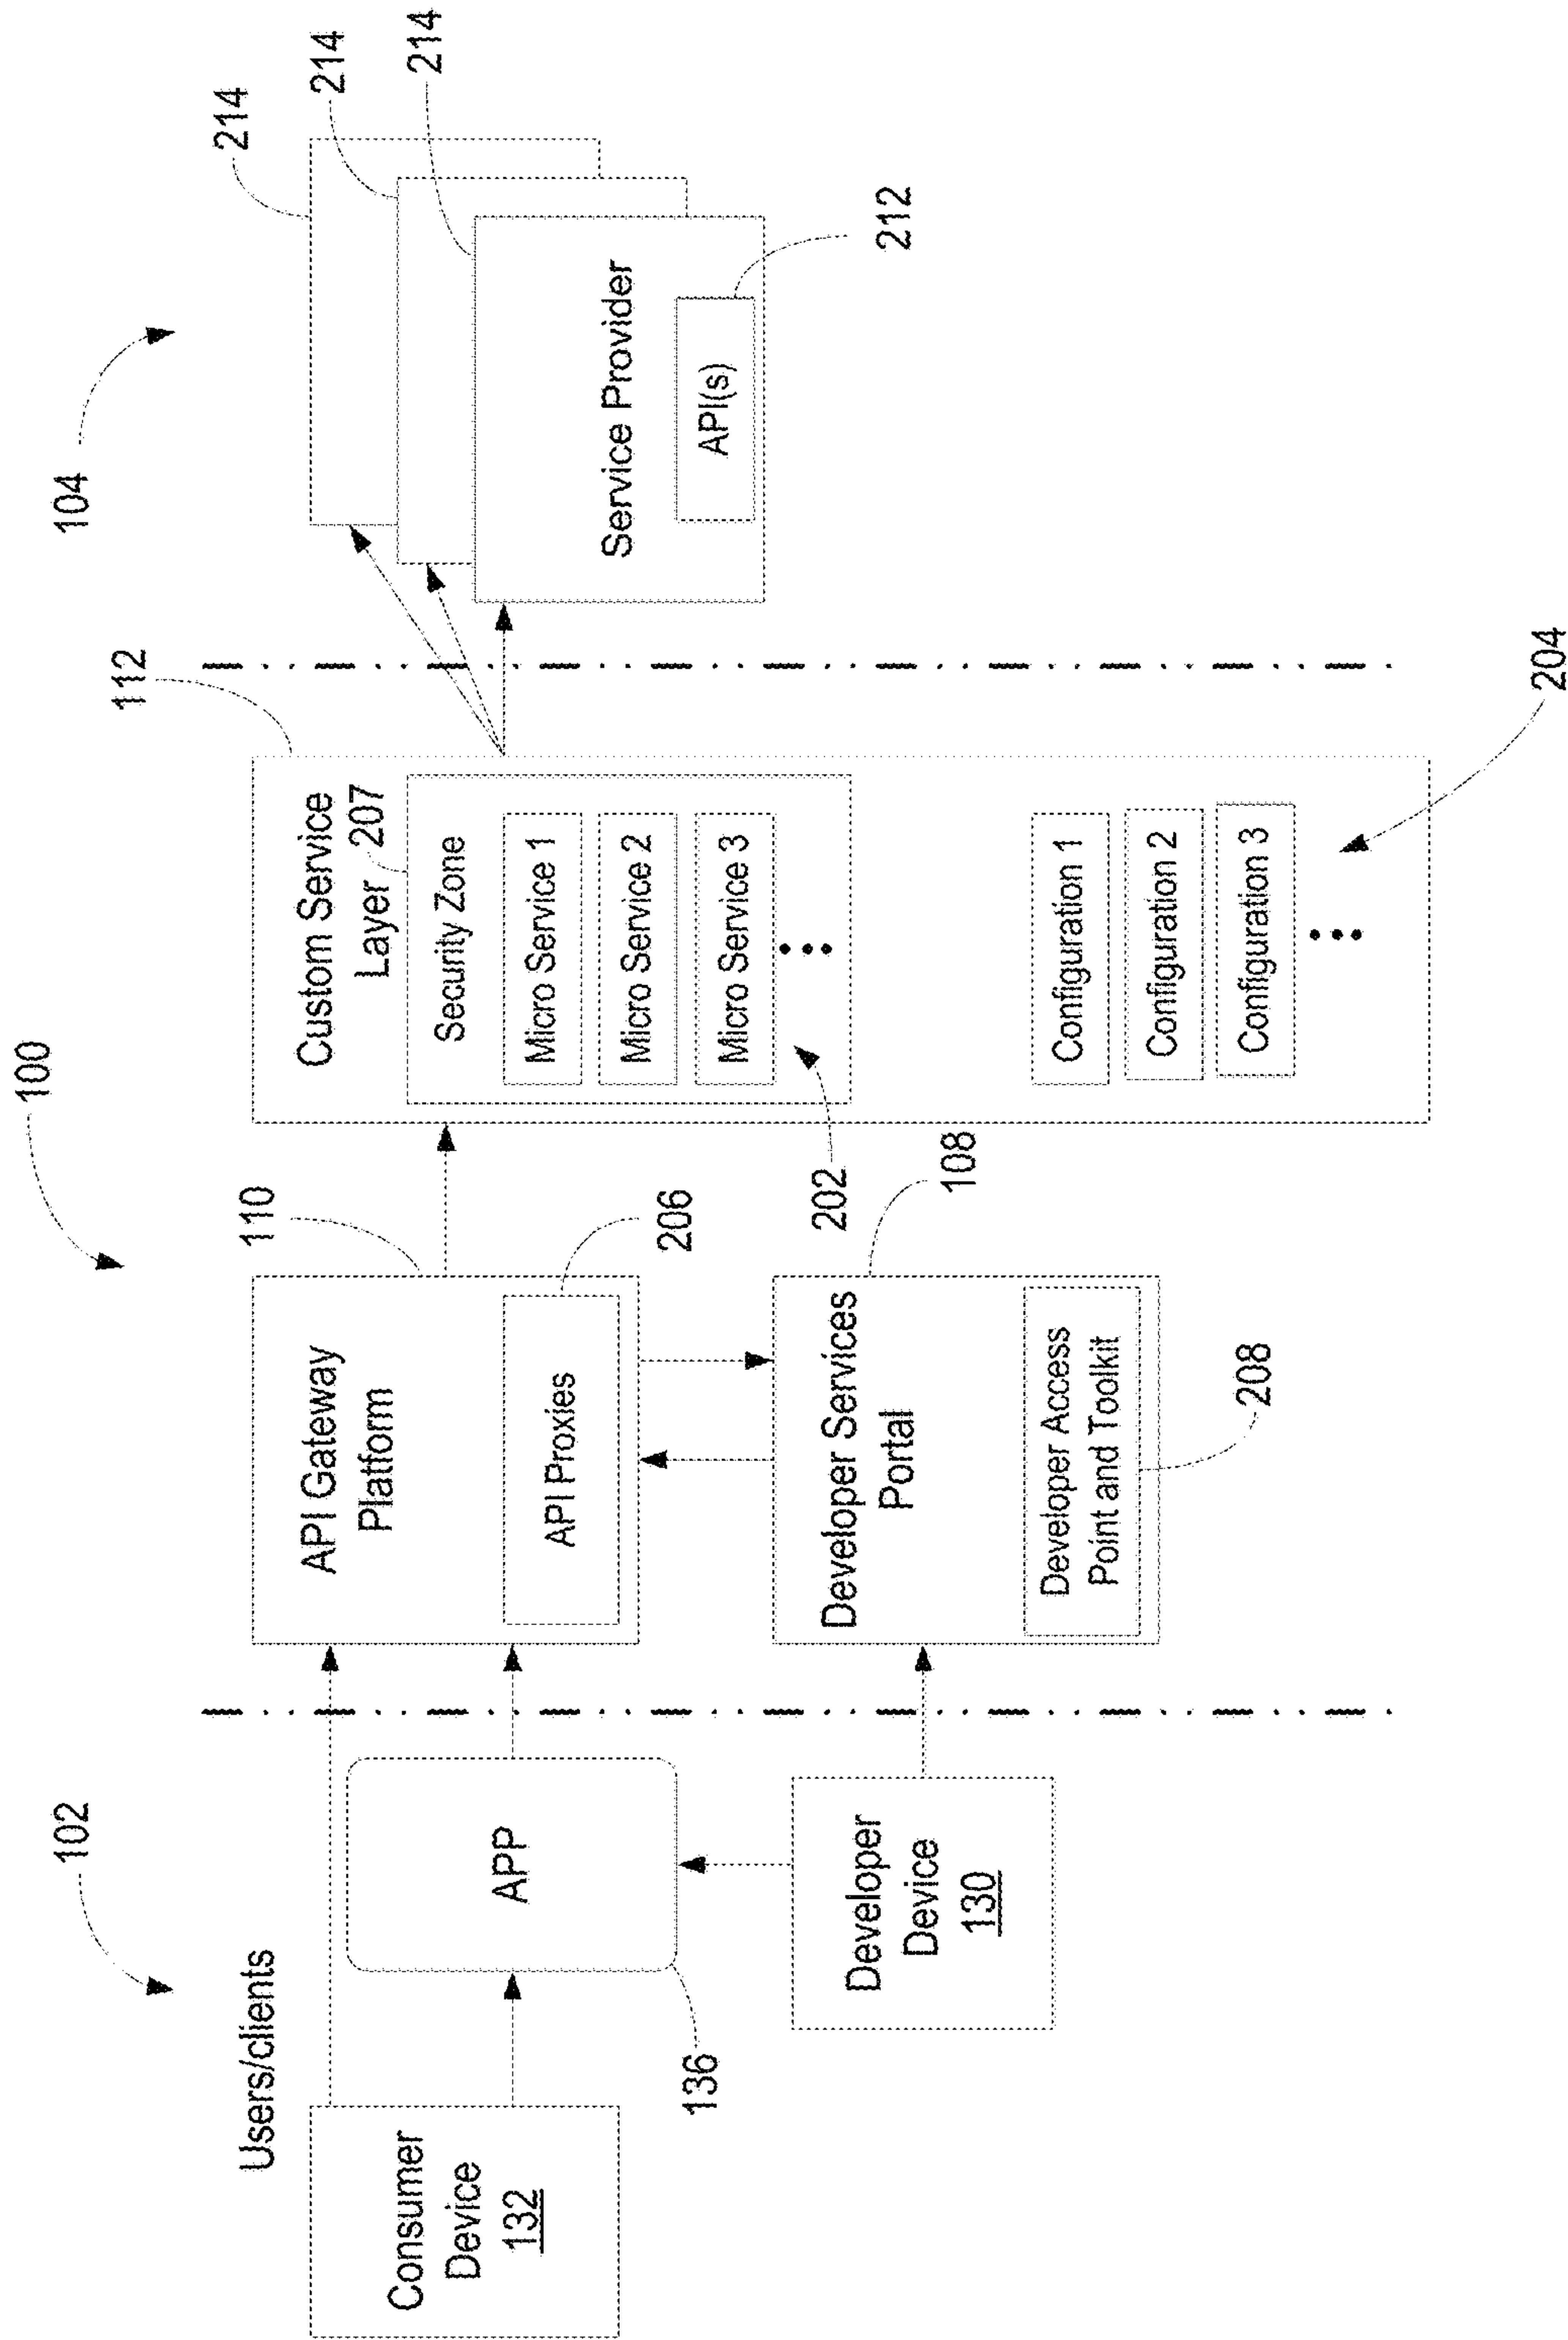 102
100
104
Users/clients
Consumer
Device
132
APP
136
Developer
Device
130
110
API Gateway
Platform
API Proxies
206
108
Developer Services
Portal
Developer Access
Point and Toolkit
208
112
Custom Service
Layer
207
Security Zone
Micro Service 1
Micro Service 2
Micro Service 3
202
Configuration 1
Configuration 2
Configuration 3
204
214
214
214
Service Provider
API(s)
212